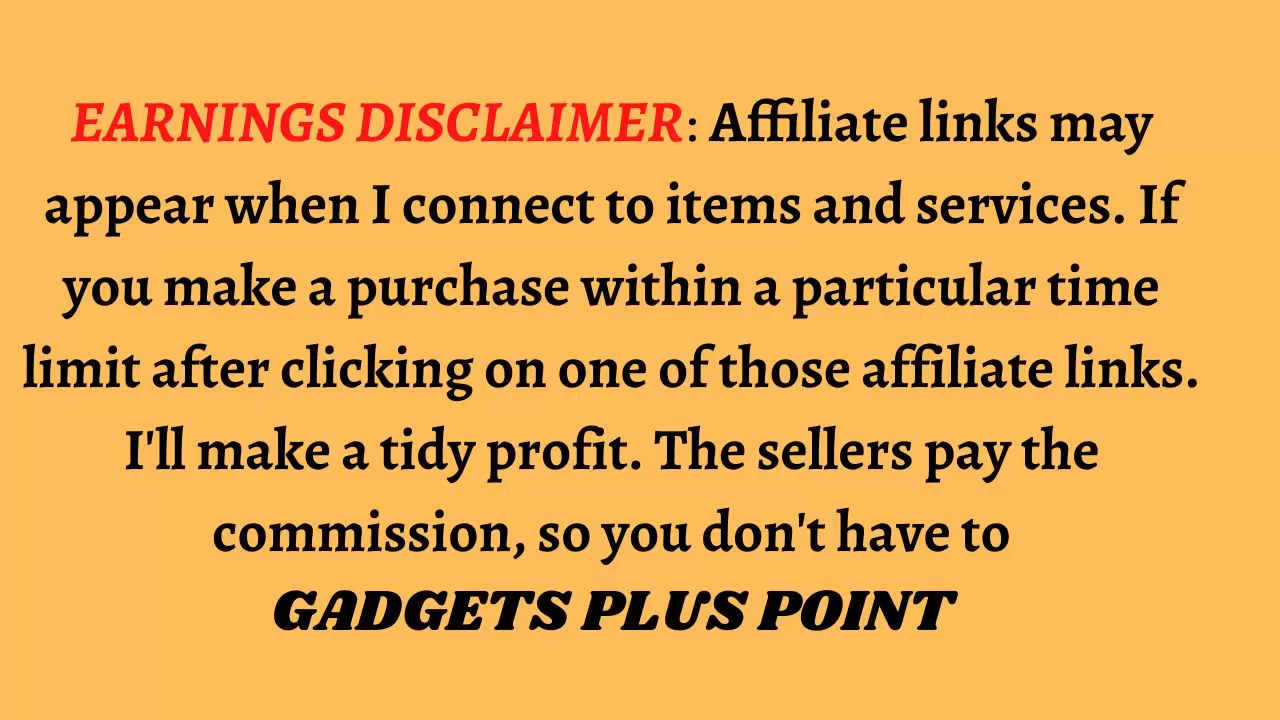 EARNINGS DISCLAIMER: Affiliate links may
appear when I connect to items and services. If
you make a purchase within a particular time
limit after clicking on one of those affiliate links.
I'll make a tidy profit. The sellers pay the
commission, so you don't have to
GADGETS PLUS POINT